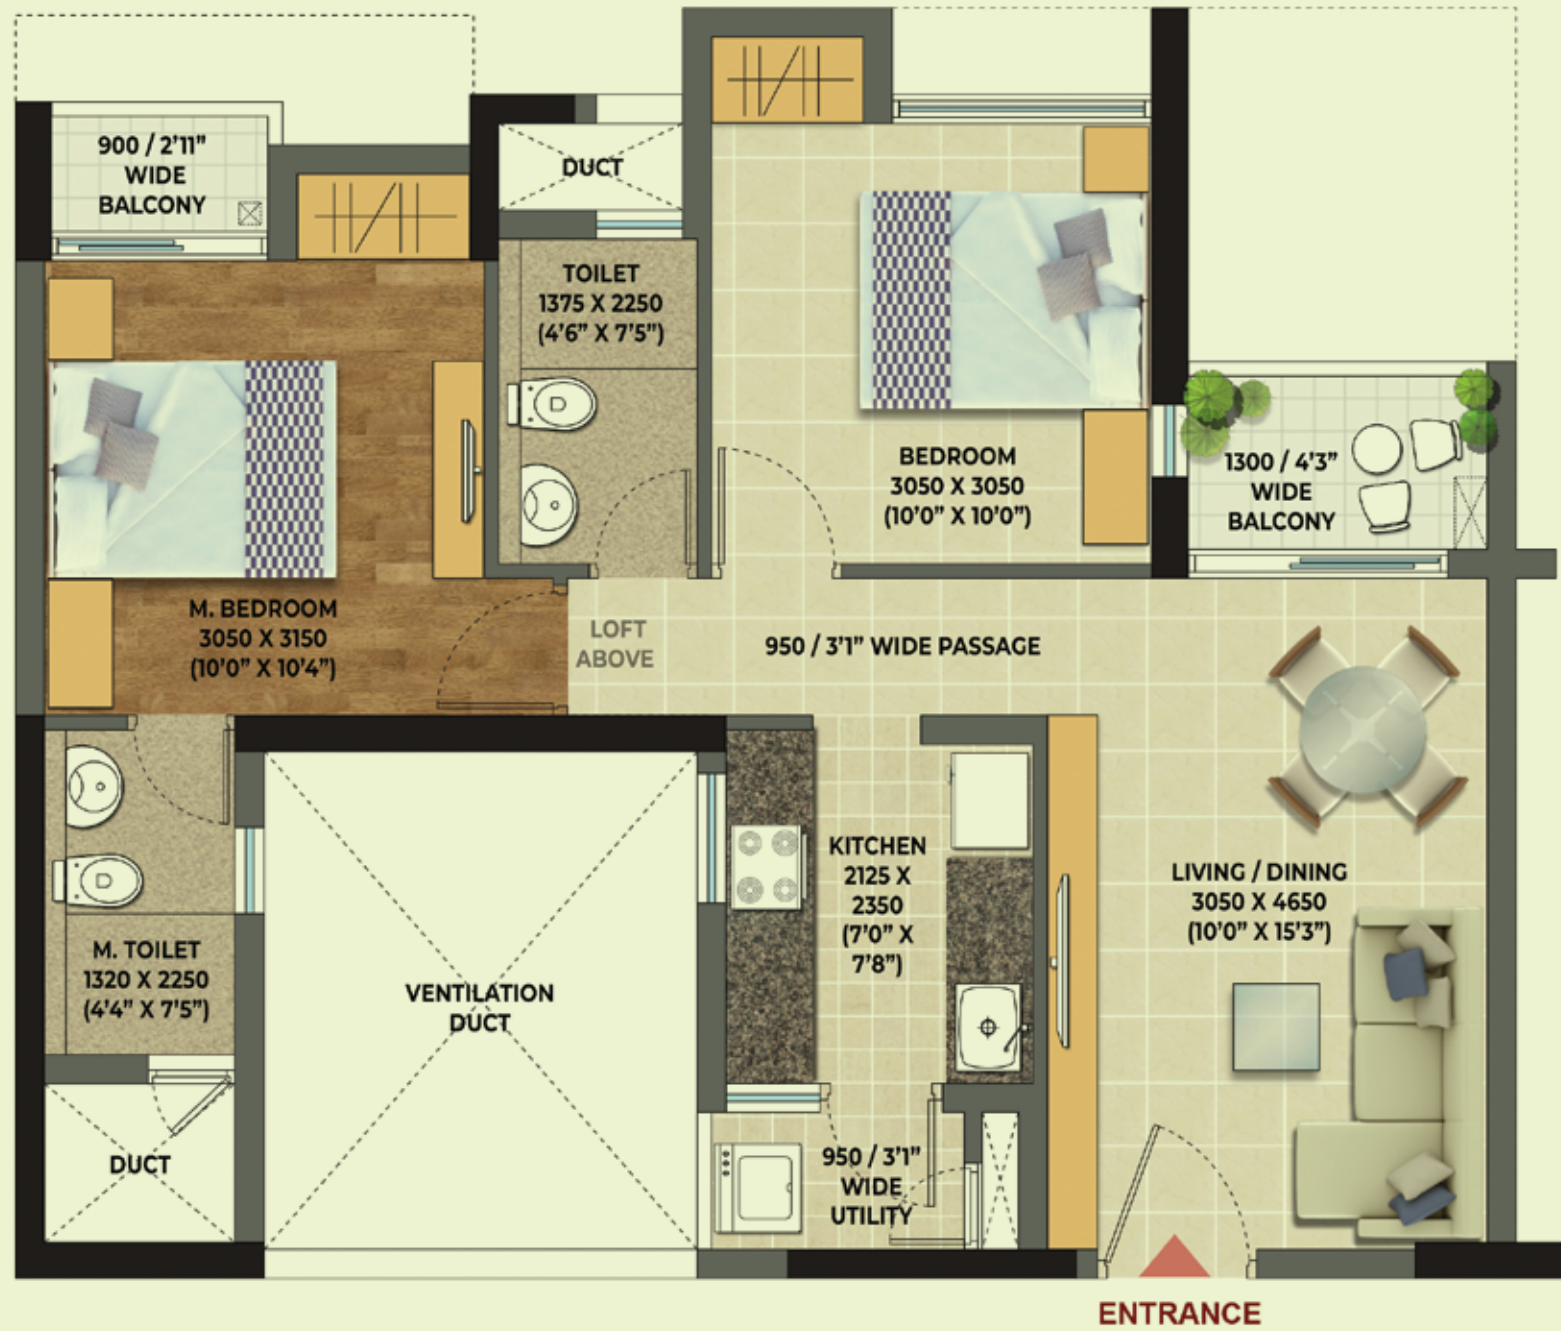 900 / 2'11"
WIDE
BALCONY
DUCT
TOILET
1375 X 2250
(4'6" X 7'5")
BEDROOM
3050 X 3050
(10'0" X 10'0")
1300 / 4'3"
WIDE
BALCONY
M. BEDROOM
3050 X 3150
(10'0" X 10'4")
LOFT
ABOVE
950 / 3'1" WIDE PASSAGE
KITCHEN
2125 X
2350
(7'0" X
7'8")
LIVING / DINING
3050 X 4650
(10'0" X 15'3")
M. TOILET
1320 X 2250
(4'4" X 7'5")
VENTILATION
DUCT
DUCT
950 / 3'1"
WIDE
UTILITY
ENTRANCE